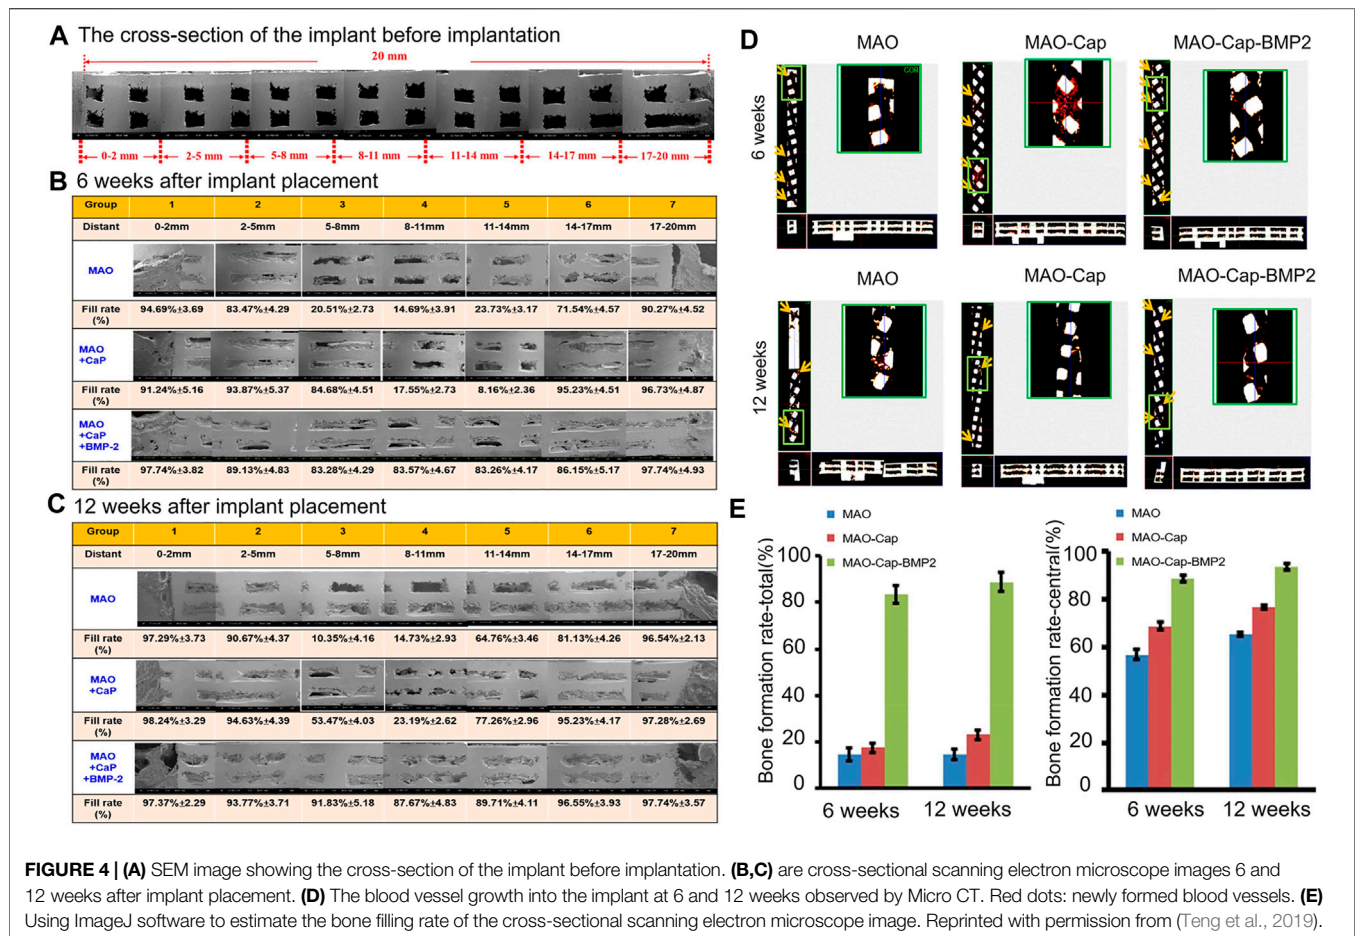 A The cross-section of the implant before implantation
20 mm
0-2 mm 2-5 mm 5-8 mm 8-11 mm 11-14 mm 14-17 mm 17-20 mm
B 6 weeks after implant placement
Group 1 2 3 4 5 6 7
Distant 0-2mm 2-5mm 5-8mm 8-11mm 11-14mm 14-17mm 17-20mm
MAO
Fill rate (%) 94.69%±3.69 83.47%±4.29 20.51%±2.73 14.69%±3.91 23.73%±3.17 71.54%±4.57 90.27%±4.52
MAO
+CaP
Fill rate (%) 91.24%±5.16 93.87%±5.37 84.68%±4.51 17.55%±2.73 8.16%±2.36 95.23%±4.51 96.73%±4.87
MAO
+CaP
+BMP-2
Fill rate (%) 97.74%±3.82 89.13%±4.83 83.28%±4.29 83.57%±4.67 83.26%±4.17 86.15%±5.17 97.74%±4.93
C 12 weeks after implant placement
Group 1 2 3 4 5 6 7
Distant 0-2mm 2-5mm 5-8mm 8-11mm 11-14mm 14-17mm 17-20mm
MAO
Fill rate (%) 97.29%±3.73 90.67%±4.37 10.35%±4.16 14.73%±2.93 64.76%±3.46 81.13%±4.26 96.54%±2.13
MAO
+CaP
Fill rate (%) 98.24%±3.29 94.63%±4.39 53.47%±4.03 23.19%±2.62 77.26%±2.96 95.23%±4.17 97.28%±2.69
MAO
+CaP
+BMP-2
Fill rate (%) 97.37%±2.29 93.77%±3.71 91.83%±5.18 87.67%±4.83 89.71%±4.11 96.55%±3.93 97.74%±3.57
D
MAO MAO-Cap MAO-Cap-BMP2
6 weeks
COR
MAO MAO-Cap MAO-Cap-BMP2
12 weeks
E
MAO
MAO-Cap
MAO-Cap-BMP2
Bone formation rate-total(%)
100
80
60
40
20
0
6 weeks 12 weeks
MAO
MAO-Cap
MAO-Cap-BMP2
Bone formation rate-central(%)
100
80
60
40
20
0
6 weeks 12 weeks
FIGURE 4 | (A) SEM image showing the cross-section of the implant before implantation. (B,C) are cross-sectional scanning electron microscope images 6 and
12 weeks after implant placement. (D) The blood vessel growth into the implant at 6 and 12 weeks observed by Micro CT. Red dots: newly formed blood vessels. (E)
Using ImageJ software to estimate the bone filling rate of the cross-sectional scanning electron microscope image. Reprinted with permission from (Teng et al., 2019).